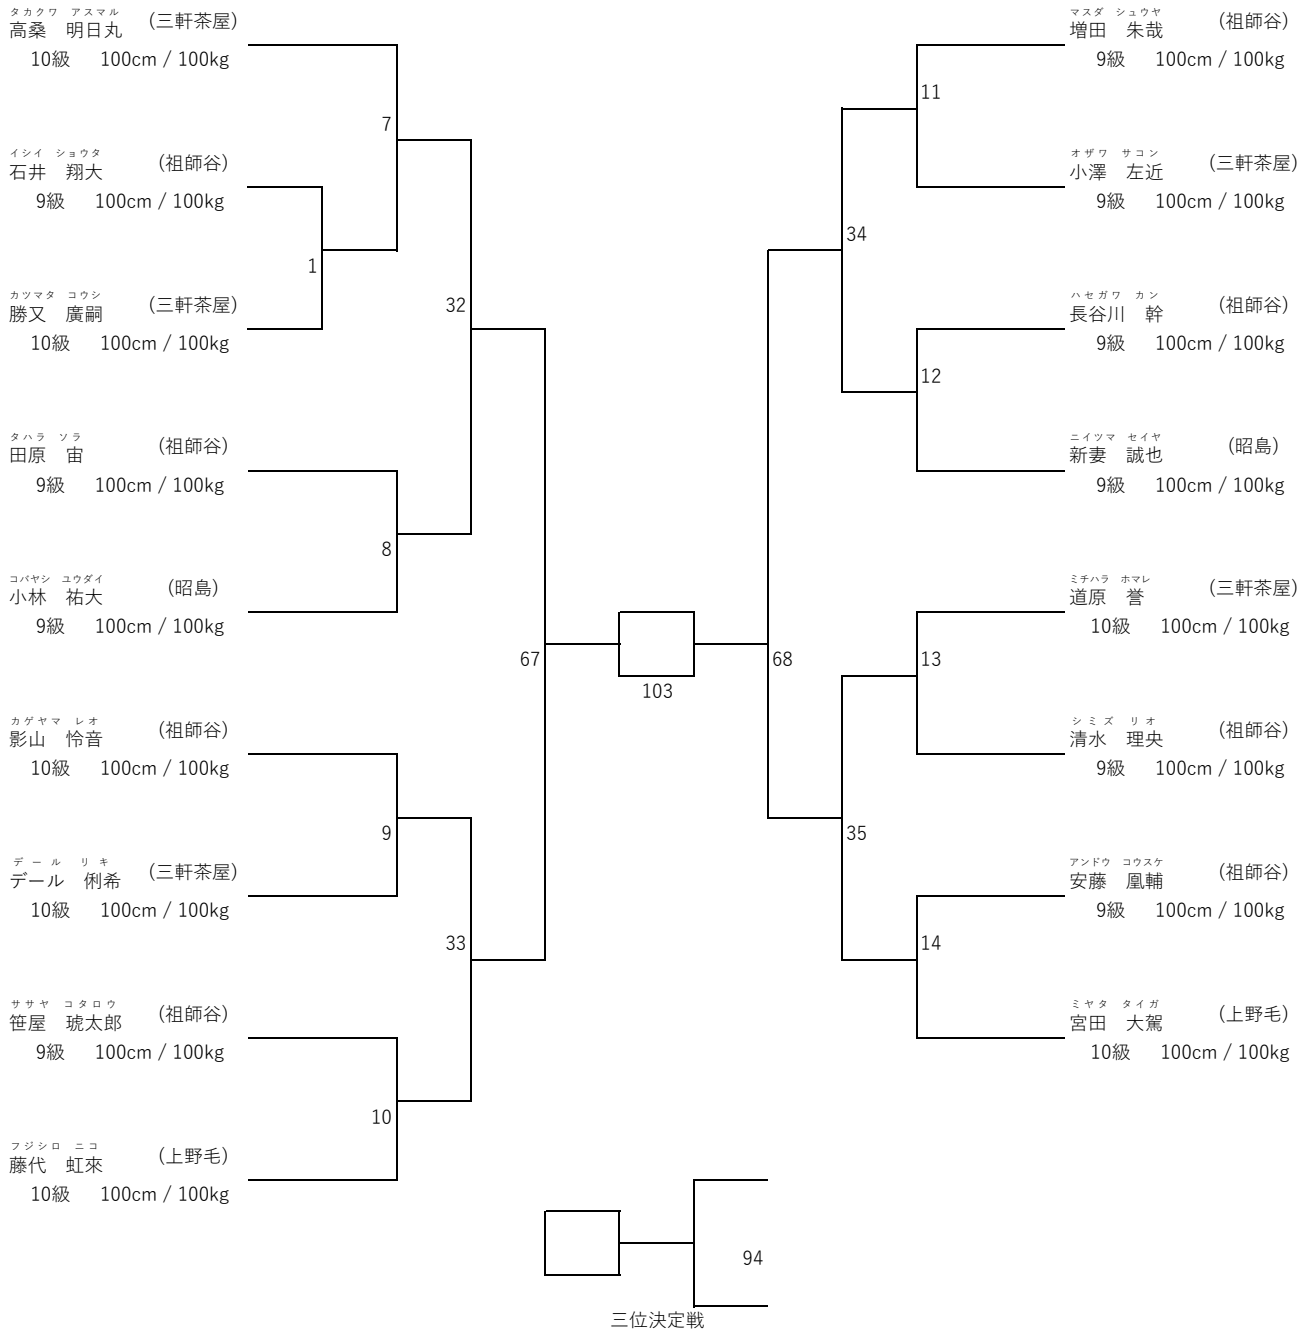 タカクワ アスマル
高桑 明日丸 (三軒茶屋)
10級 100cm / 100kg
7
イシイ ショウタ
石井 翔大 (祖師谷)
9級 100cm / 100kg
1
カツマタ コウシ
勝又 廣嗣 (三軒茶屋)
10級 100cm / 100kg
32
タハラ ソラ
田原 宙 (祖師谷)
9級 100cm / 100kg
8
コバヤシ ユウダイ
小林 祐大 (昭島)
9級 100cm / 100kg
67
カゲヤマ レオ
影山 怜音 (祖師谷)
10級 100cm / 100kg
9
デール リキ
デール 俐希 (三軒茶屋)
10級 100cm / 100kg
33
ササヤ コタロウ
笹屋 琥太郎 (祖師谷)
9級 100cm / 100kg
10
フジシロ ニコ
藤代 虹來 (上野毛)
10級 100cm / 100kg
103
マスダ シュウヤ
増田 朱哉 (祖師谷)
9級 100cm / 100kg
11
オザワ サコン
小澤 左近 (三軒茶屋)
9級 100cm / 100kg
34
ハセガワ カン
長谷川 幹 (祖師谷)
9級 100cm / 100kg
12
ニイツマ セイヤ
新妻 誠也 (昭島)
9級 100cm / 100kg
68
ミチハラ ホマレ
道原 誉 (三軒茶屋)
10級 100cm / 100kg
13
シミズ リオ
清水 理央 (祖師谷)
9級 100cm / 100kg
35
アンドウ コウスケ
安藤 凰輔 (祖師谷)
9級 100cm / 100kg
14
ミヤタ タイガ
宮田 大駕 (上野毛)
10級 100cm / 100kg
94
三位決定戦